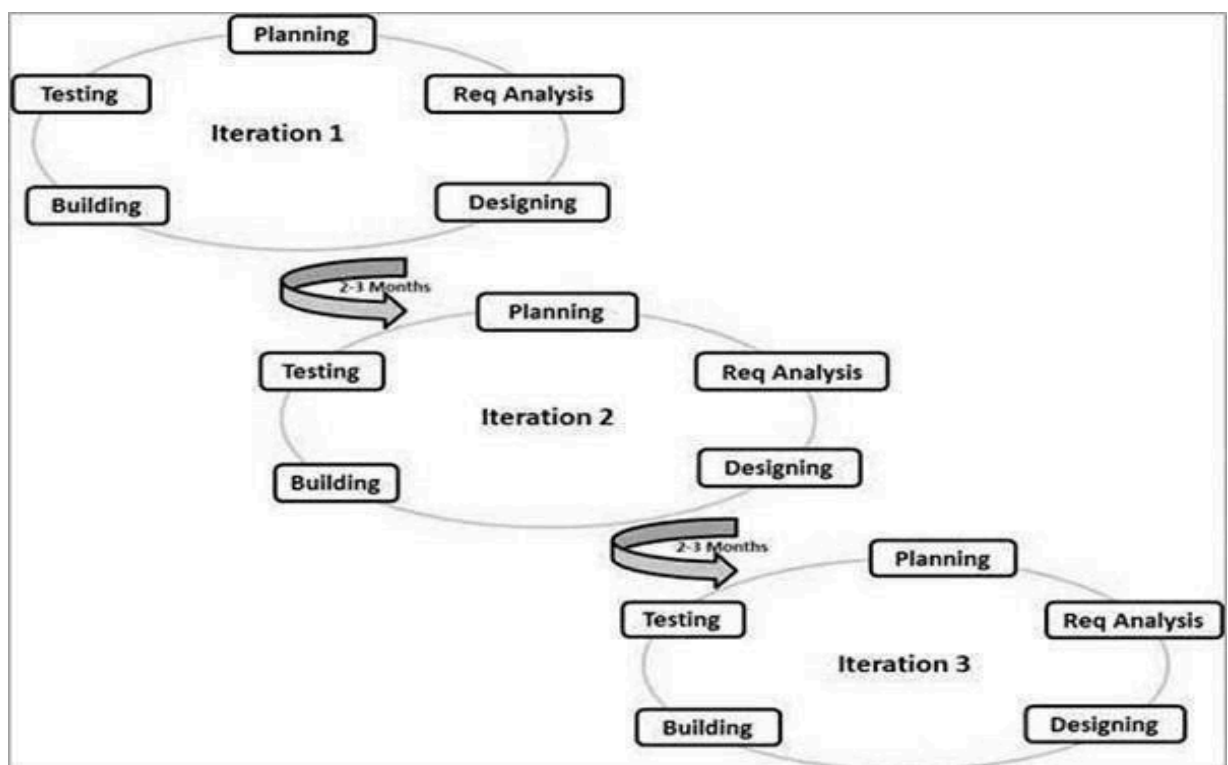 Planning
Testing
Req Analysis
Iteration 1
Building
Designing
2-3 Months
Planning
Testing
Req Analysis
Iteration 2
Building
Designing
2-3 Months
Planning
Testing
Req Analysis
Iteration 3
Building
Designing